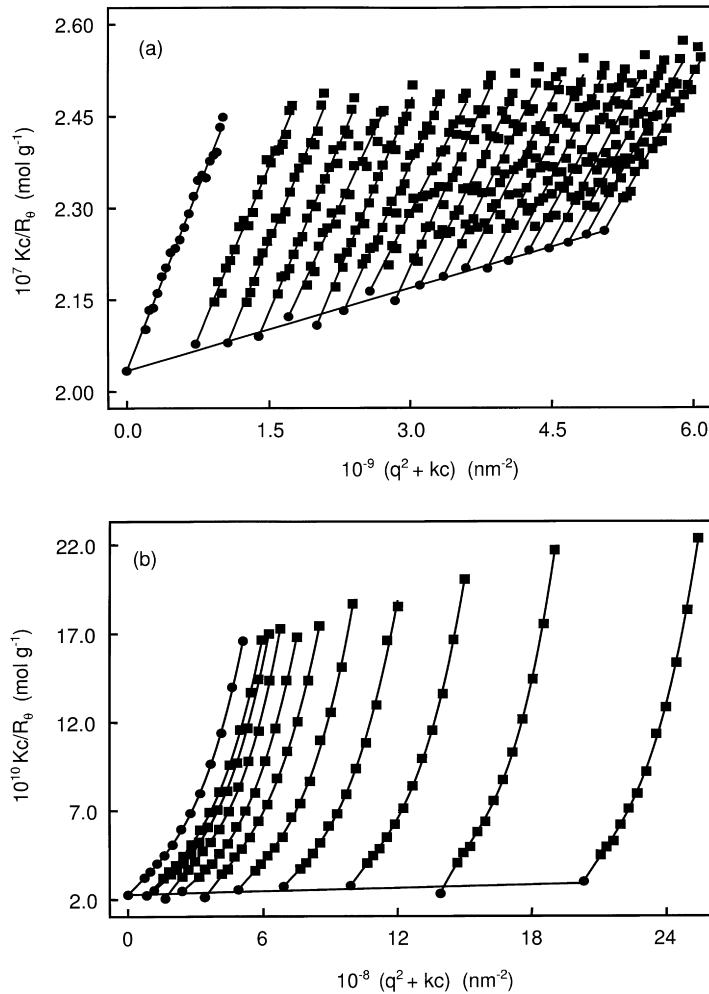 (a)
2.60
2.45
2.30
2.15
2.00
10⁷ Kc/R_θ (mol g⁻¹)
0.0 1.5 3.0 4.5 6.0
10⁻⁹ (q² + kc) (nm⁻²)
(b)
22.0
17.0
12.0
7.0
2.0
10¹⁰ Kc/R_θ (mol g⁻¹)
0 6 12 18 24
10⁻⁸ (q² + kc) (nm⁻²)